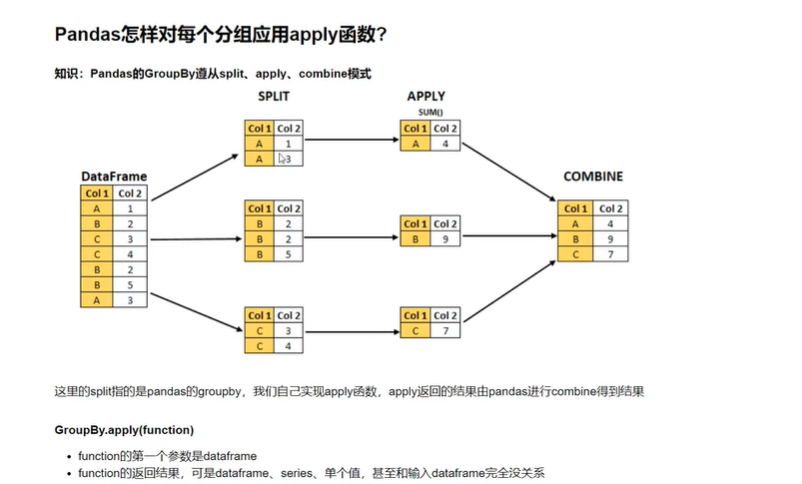 Pandas怎样对每个分组应用apply函数?
知识：Pandas的GroupBy遵从split、apply、combine模式
SPLIT
APPLY
SUM()
Col 1 Col 2
A 1
A 3
Col 1 Col 2
A 4
DataFrame
Col 1 Col 2
A 1
B 2
C 3
C 4
B 2
B 5
A 3
Col 1 Col 2
B 2
B 2
B 5
Col 1 Col 2
B 9
COMBINE
Col 1 Col 2
A 4
B 9
C 7
Col 1 Col 2
C 3
C 4
Col 1 Col 2
C 7
这里的split指的是pandas的groupby，我们自己实现apply函数，apply返回的结果由pandas进行combine得到结果
GroupBy.apply(function)
• function的第一个参数是dataframe
• function的返回结果，可是dataframe、series、单个值，甚至和输入dataframe完全没关系